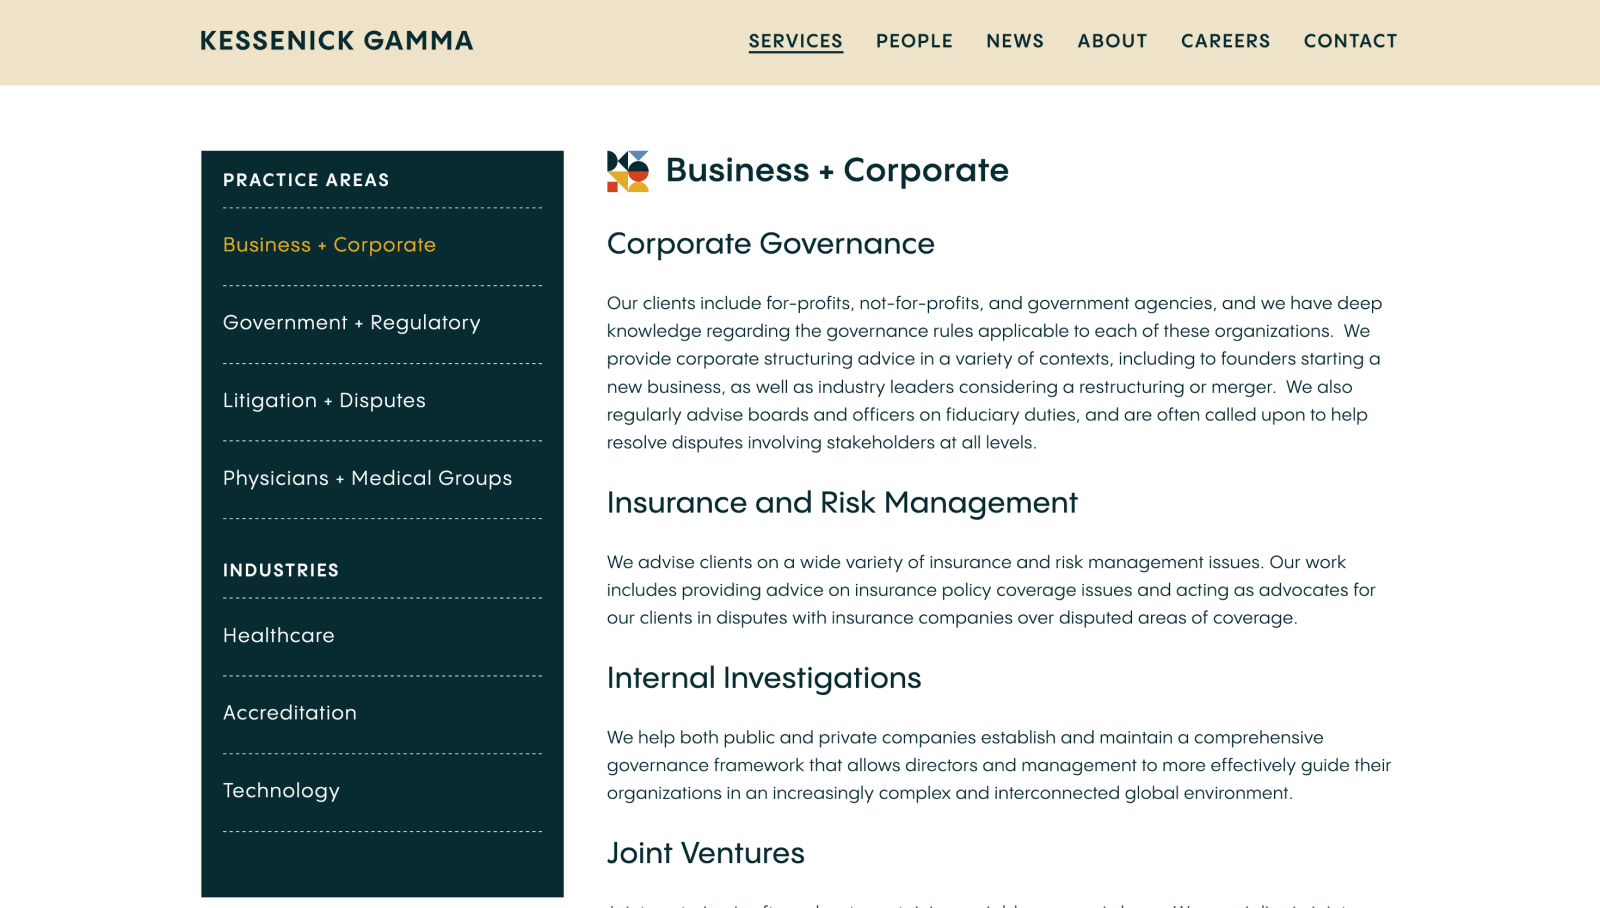 KESSENICK GAMMA
SERVICES PEOPLE NEWS ABOUT CAREERS CONTACT
PRACTICE AREAS
Business + Corporate
Government + Regulatory
Litigation + Disputes
Physicians + Medical Groups
INDUSTRIES
Healthcare
Accreditation
Technology
Business + Corporate
Corporate Governance
Our clients include for-profits, not-for-profits, and government agencies, and we have deep
knowledge regarding the governance rules applicable to each of these organizations.  We
provide corporate structuring advice in a variety of contexts, including to founders starting a
new business, as well as industry leaders considering a restructuring or merger.  We also
regularly advise boards and officers on fiduciary duties, and are often called upon to help
resolve disputes involving stakeholders at all levels.
Insurance and Risk Management
We advise clients on a wide variety of insurance and risk management issues. Our work
includes providing advice on insurance policy coverage issues and acting as advocates for
our clients in disputes with insurance companies over disputed areas of coverage.
Internal Investigations
We help both public and private companies establish and maintain a comprehensive
governance framework that allows directors and management to more effectively guide their
organizations in an increasingly complex and interconnected global environment.
Joint Ventures